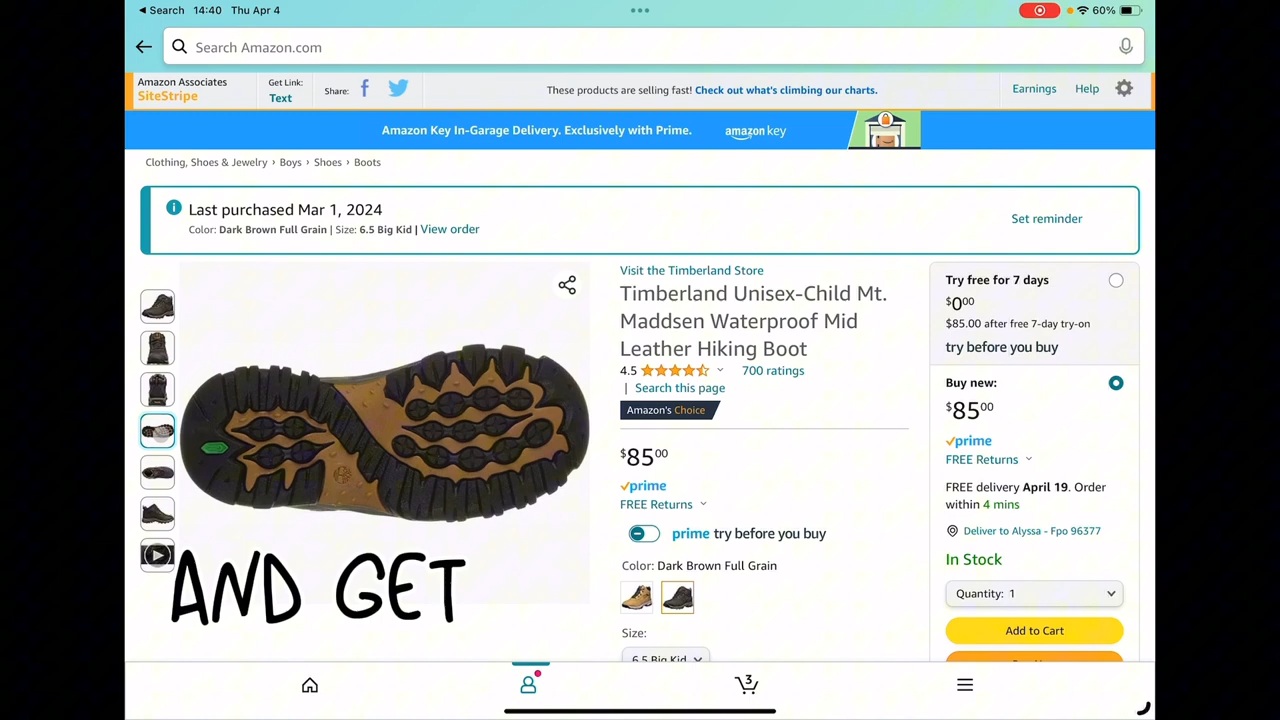 ◀ Search 14:40 Thu Apr 4
60%
Search Amazon.com
Amazon Associates
SiteStripe
Get Link:
Text
Share:
These products are selling fast! Check out what's climbing our charts.
Earnings
Help
Amazon Key In-Garage Delivery. Exclusively with Prime.
amazon key
Clothing, Shoes & Jewelry › Boys › Shoes › Boots
Last purchased Mar 1, 2024
Color: Dark Brown Full Grain | Size: 6.5 Big Kid | View order
Set reminder
Visit the Timberland Store
Timberland Unisex-Child Mt.
Maddsen Waterproof Mid
Leather Hiking Boot
4.5 700 ratings
| Search this page
Amazon's Choice
$8500
prime
FREE Returns
prime try before you buy
Color: Dark Brown Full Grain
Size:
6.5 Big Kid
Try free for 7 days
$000
$85.00 after free 7-day try-on
try before you buy
Buy new:
$8500
prime
FREE Returns
FREE delivery April 19. Order
within 4 mins
Deliver to Alyssa - Fpo 96377
In Stock
Quantity: 1
Add to Cart
AND GET
3